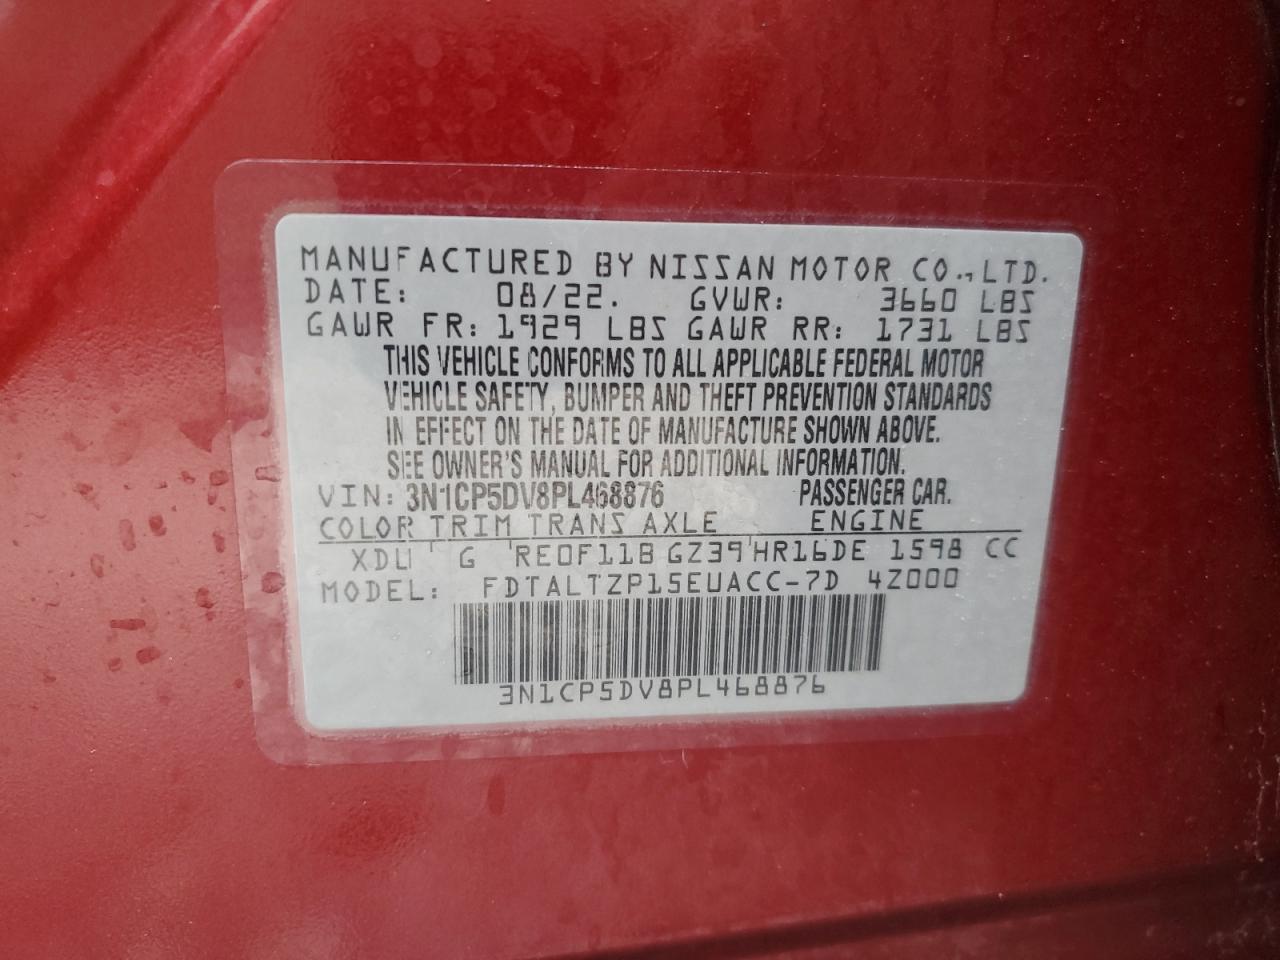 MANUFACTURED BY NISSAN MOTOR CO., LTD.
DATE: 08/22. GVWR: 3660 LBS
GAWR FR: 1929 LBS GAWR RR: 1731 LBS
THIS VEHICLE CONFORMS TO ALL APPLICABLE FEDERAL MOTOR
VEHICLE SAFETY, BUMPER AND THEFT PREVENTION STANDARDS
IN EFFECT ON THE DATE OF MANUFACTURE SHOWN ABOVE.
SEE OWNER'S MANUAL FOR ADDITIONAL INFORMATION.
VIN: 3N1CP5DV8PL468876 PASSENGER CAR.
COLOR TRIM TRANS AXLE ENGINE
XDU G RE0F11B GZ39 HR16DE 1598 CC
MODEL: FDTALTZP15EUACC-7D 4Z000
3N1CP5DV8PL468876